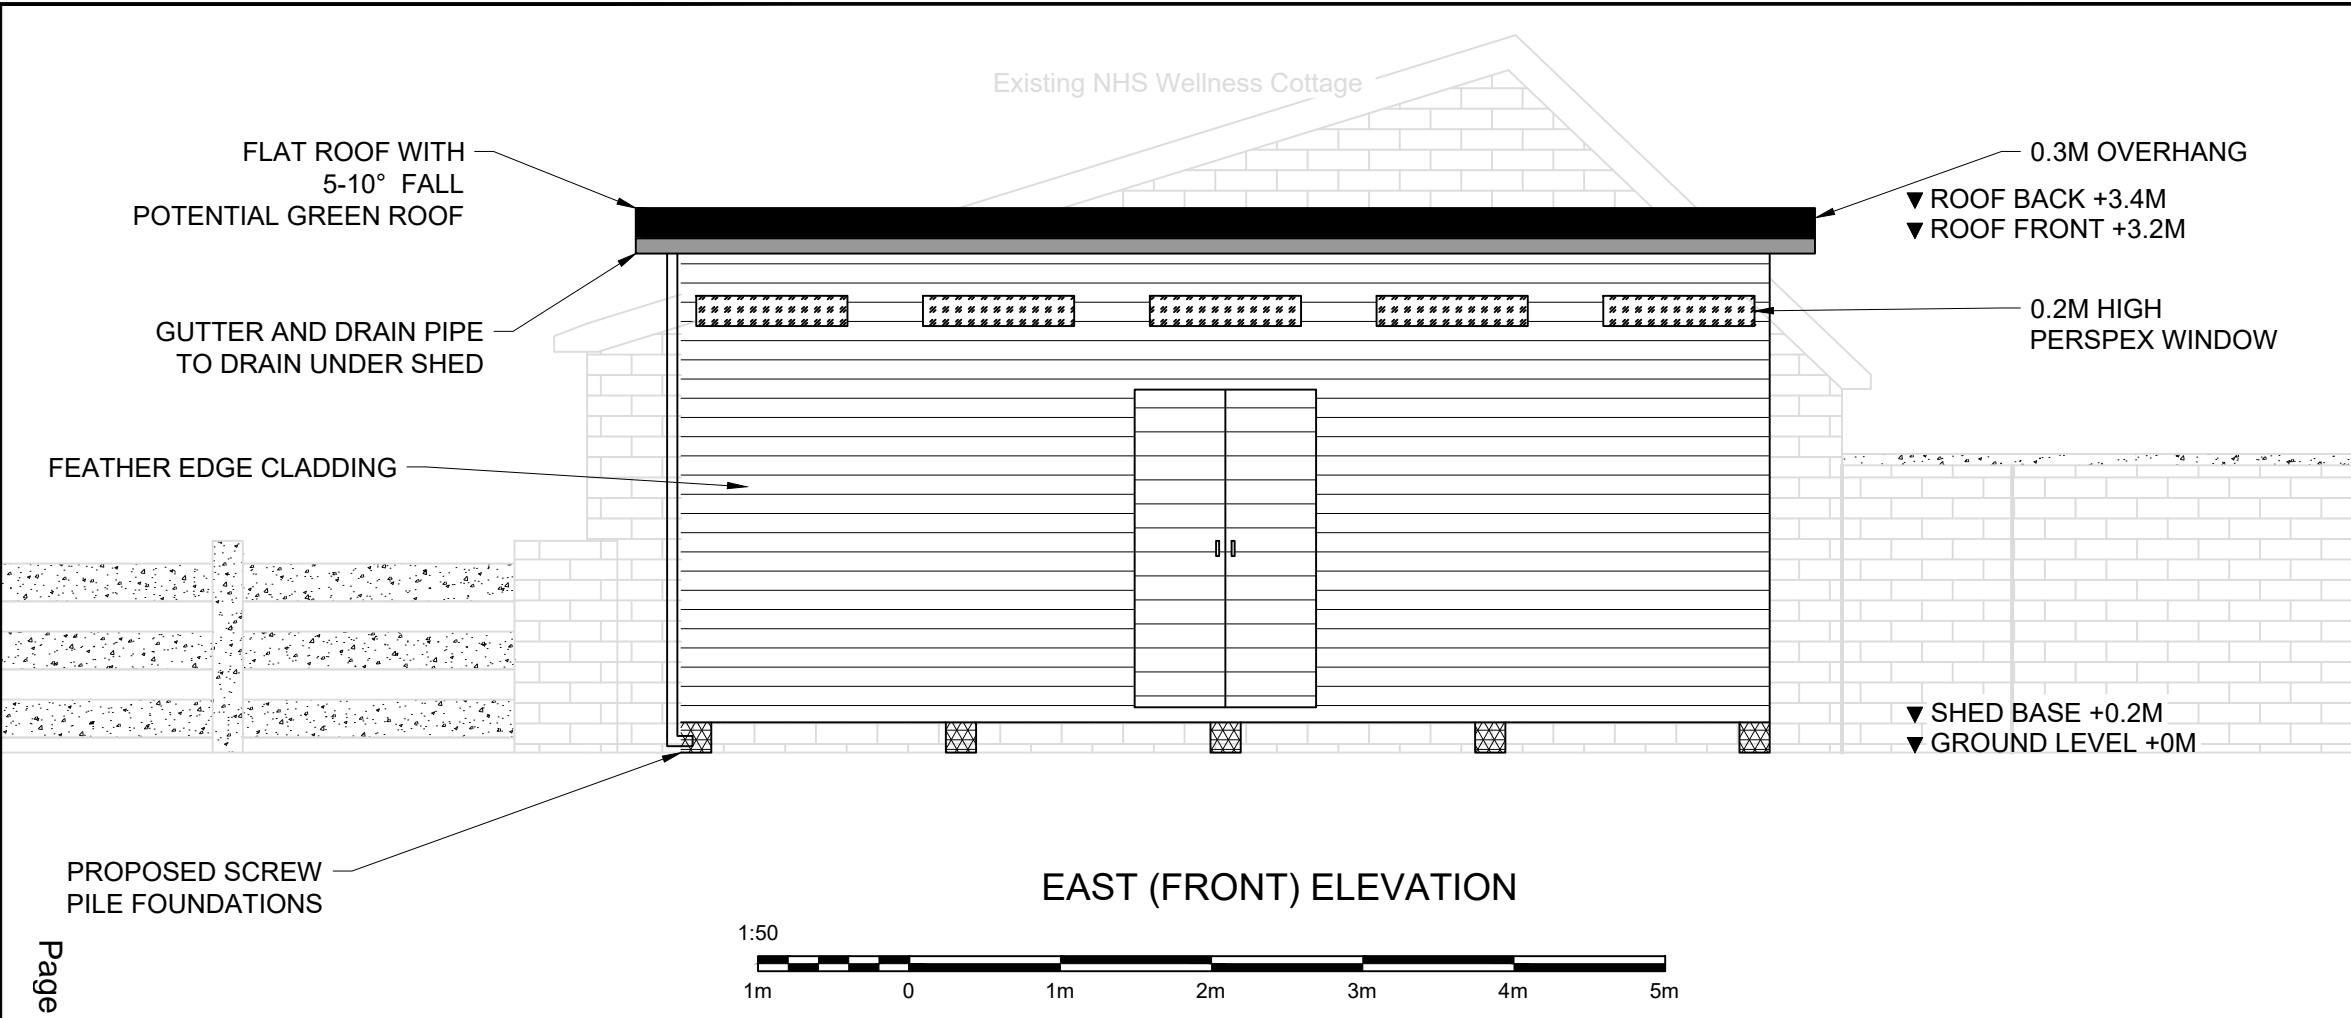 Existing NHS Wellness Cottage
FLAT ROOF WITH
5-10° FALL
POTENTIAL GREEN ROOF
GUTTER AND DRAIN PIPE
TO DRAIN UNDER SHED
FEATHER EDGE CLADDING
PROPOSED SCREW
PILE FOUNDATIONS
0.3M OVERHANG
ROOF BACK +3.4M
ROOF FRONT +3.2M
0.2M HIGH
PERSPEX WINDOW
SHED BASE +0.2M
GROUND LEVEL +0M
EAST (FRONT) ELEVATION
1:50
1m 0 1m 2m 3m 4m 5m
Page